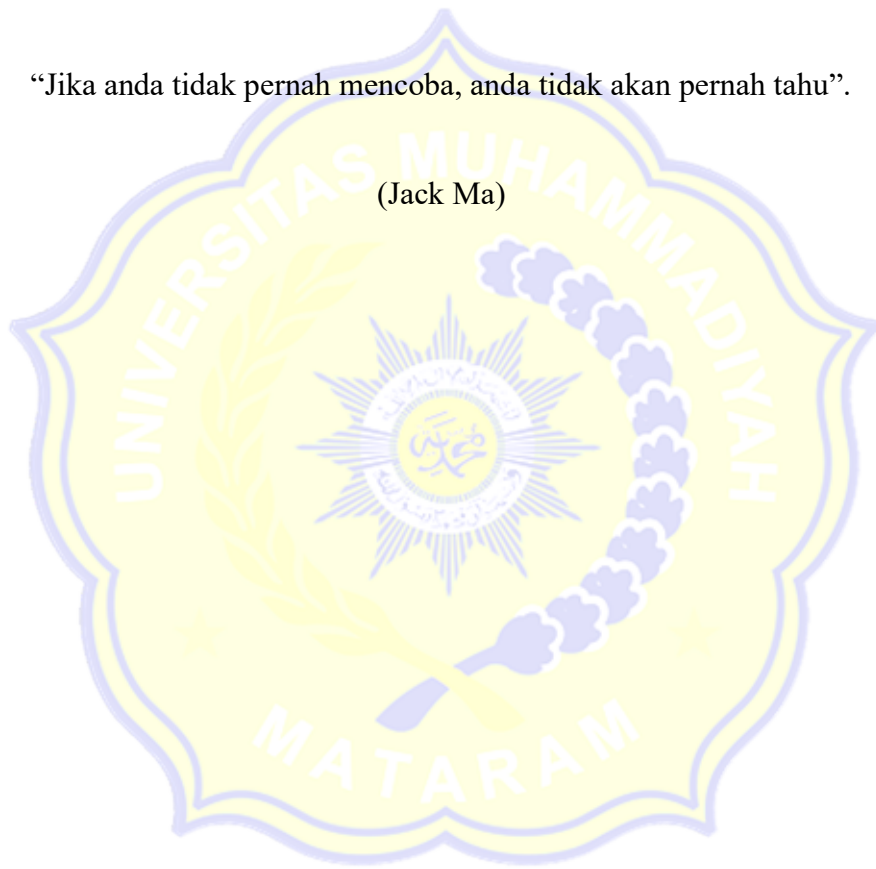 “Jika anda tidak pernah mencoba, anda tidak akan pernah tahu”.
(Jack Ma)
UNIVERSITAS MUHAMMADIYAH
MATARAM